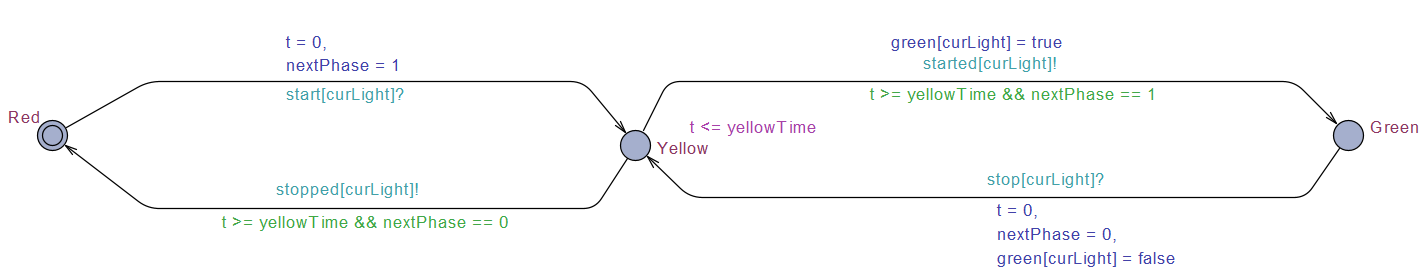 t = 0,
nextPhase = 1
start[curLight]?
green[curLight] = true
started[curLight]!
t >= yellowTime && nextPhase == 1
Red
t <= yellowTime
Yellow
Green
stopped[curLight]!
t >= yellowTime && nextPhase == 0
stop[curLight]?
t = 0,
nextPhase = 0,
green[curLight] = false